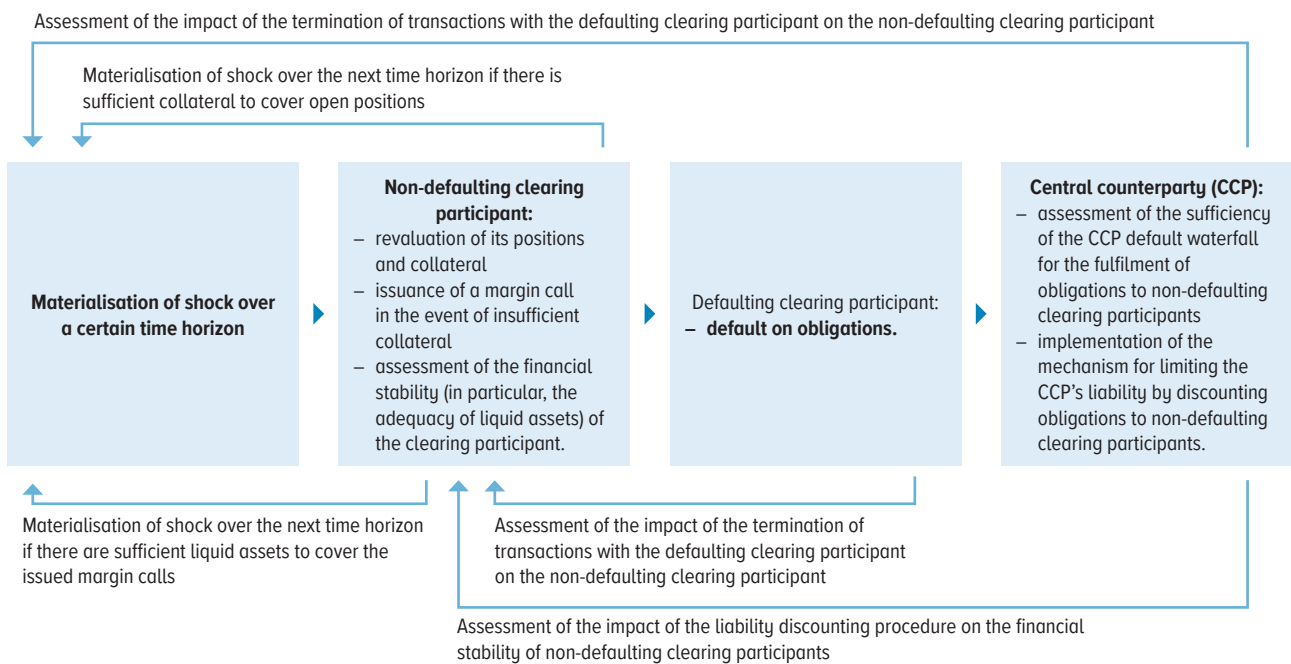 Assessment of the impact of the termination of transactions with the defaulting clearing participant on the non-defaulting clearing participant
Materialisation of shock over the next time horizon if there is
sufficient collateral to cover open positions
Materialisation of shock over
a certain time horizon
Non-defaulting clearing
participant:
– revaluation of its positions
and collateral
– issuance of a margin call
in the event of insufficient
collateral
– assessment of the financial
stability (in particular, the
adequacy of liquid assets) of
the clearing participant.
Defaulting clearing participant:
– default on obligations.
Central counterparty (CCP):
– assessment of the sufficiency
of the CCP default waterfall
for the fulfilment of
obligations to non-defaulting
clearing participants
– implementation of the
mechanism for limiting the
CCP's liability by discounting
obligations to non-defaulting
clearing participants.
Materialisation of shock over the next time horizon
if there are sufficient liquid assets to cover the
issued margin calls
Assessment of the impact of the termination of
transactions with the defaulting clearing participant
on the non-defaulting clearing participant
Assessment of the impact of the liability discounting procedure on the financial
stability of non-defaulting clearing participants